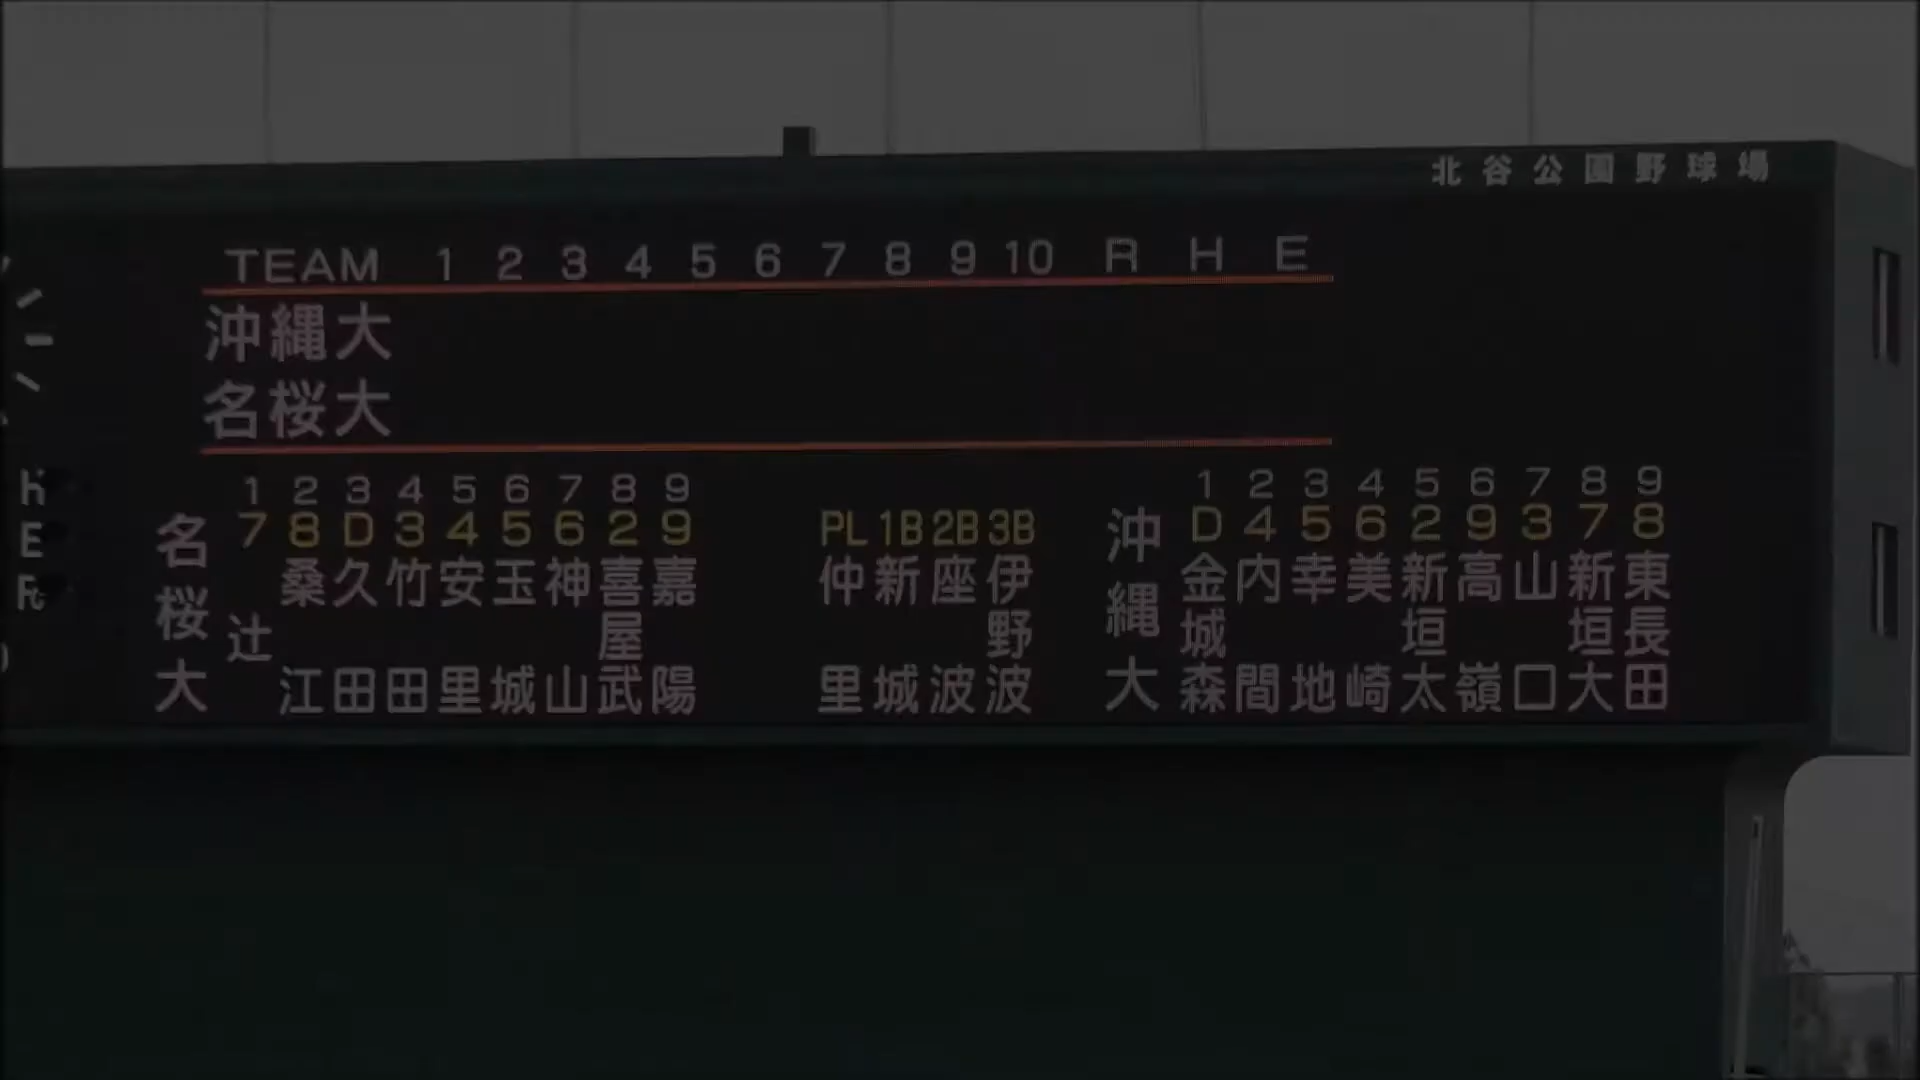 北谷公園野球場
TEAM 1 2 3 4 5 6 7 8 9 10 R H E
沖縄大
名桜大
名桜大
1 2 3 4 5 6 7 8 9
7 8 D 3 4 5 6 2 9
辻 桑江 久田 竹田 安里 玉城 神山 喜屋武 嘉陽
PL 1B 2B 3B
仲里 新城 座波 伊野波
沖縄大
1 2 3 4 5 6 7 8 9
D 4 5 6 2 9 3 7 8
金城森 内間 幸地 美崎 新垣太 高嶺 山口 新垣大 東長田